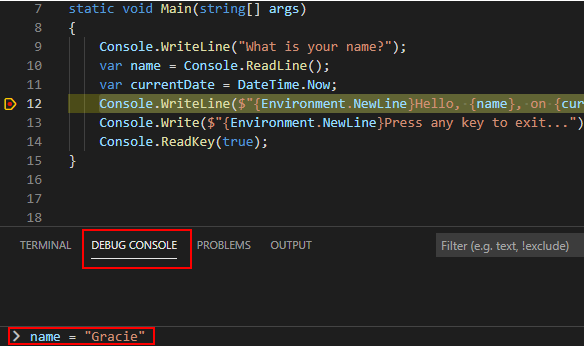 7 static void Main(string[] args)
8 {
9 Console.WriteLine("What is your name?");
10 var name = Console.ReadLine();
11 var currentDate = DateTime.Now;
12 Console.WriteLine($"{Environment.NewLine}Hello, {name}, on {cur
13 Console.Write($"{Environment.NewLine}Press any key to exit...")
14 Console.ReadKey(true);
15 }
16
17
18
TERMINAL DEBUG CONSOLE PROBLEMS OUTPUT Filter (e.g. text, !exclude)
name = "Gracie"